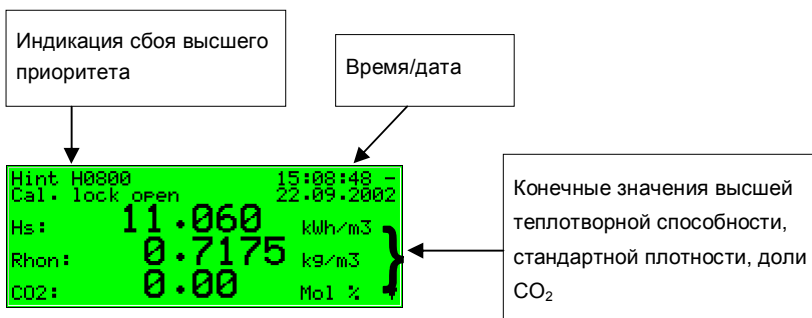 Индикация сбоя высшего
приоритета
Время/дата
Hint H0800 15:08:48 -
Cal. lock open 22.09.2002
Hs: 11.060 kWh/m3
Rhon: 0.7175 kg/m3
CO2: 0.00 Mol %
Конечные значения высшей
теплотворной способности,
стандартной плотности, доли
CO₂